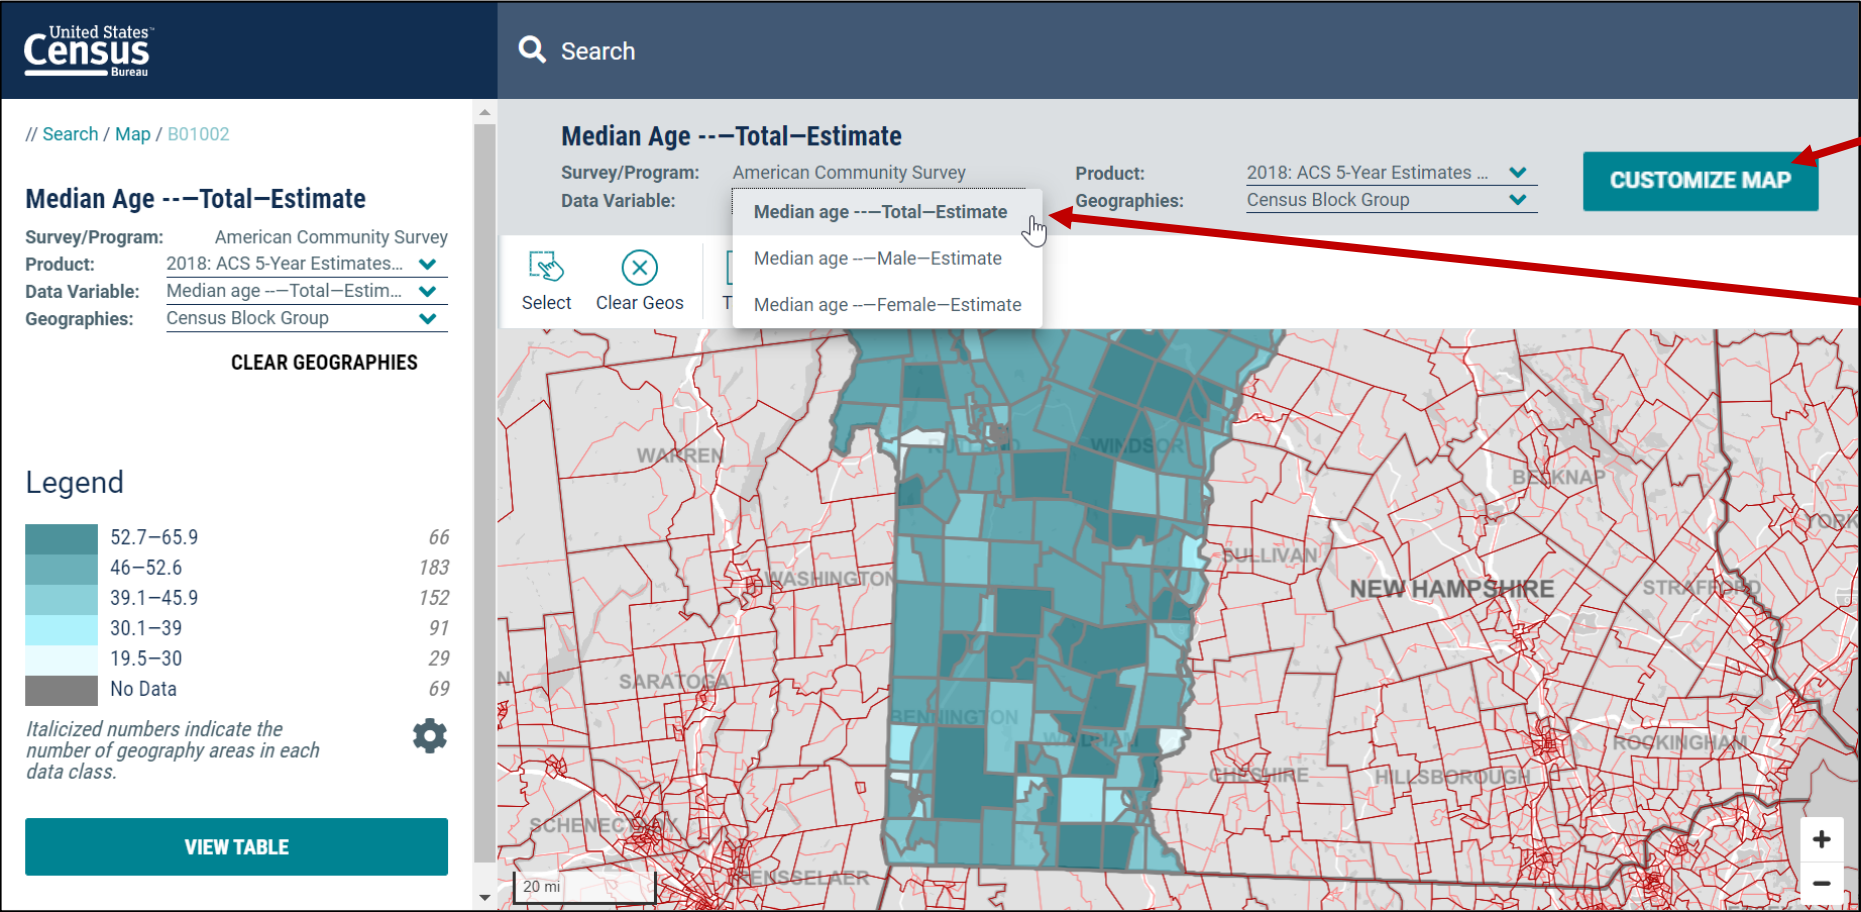 United States™
Census
Bureau
Search
// Search / Map / B01002
Median Age --–Total–Estimate
Survey/Program: American Community Survey
Product: 2018: ACS 5-Year Estimates...
Data Variable: Median age --–Total–Estim...
Geographies: Census Block Group
CLEAR GEOGRAPHIES
Legend
52.7–65.9 66
46–52.6 183
39.1–45.9 152
30.1–39 91
19.5–30 29
No Data 69
Italicized numbers indicate the
number of geography areas in each
data class.
VIEW TABLE
Median Age --–Total–Estimate
Survey/Program: American Community Survey
Product: 2018: ACS 5-Year Estimates ...
Data Variable:
Geographies: Census Block Group
CUSTOMIZE MAP
Median age --–Total–Estimate
Median age --–Male–Estimate
Median age --–Female–Estimate
Select
Clear Geos
T
WARREN
RUTLAND
WINDSOR
BELKNAP
YORK
SULLIVAN
WASHINGTON
NEW HAMPSHIRE
STRAFFORD
SARATOGA
BENNINGTON
WINDHAM
ROCKINGHAM
CHESHIRE
HILLSBOROUGH
SCHENECTADY
RENSSELAER
20 mi
+
−